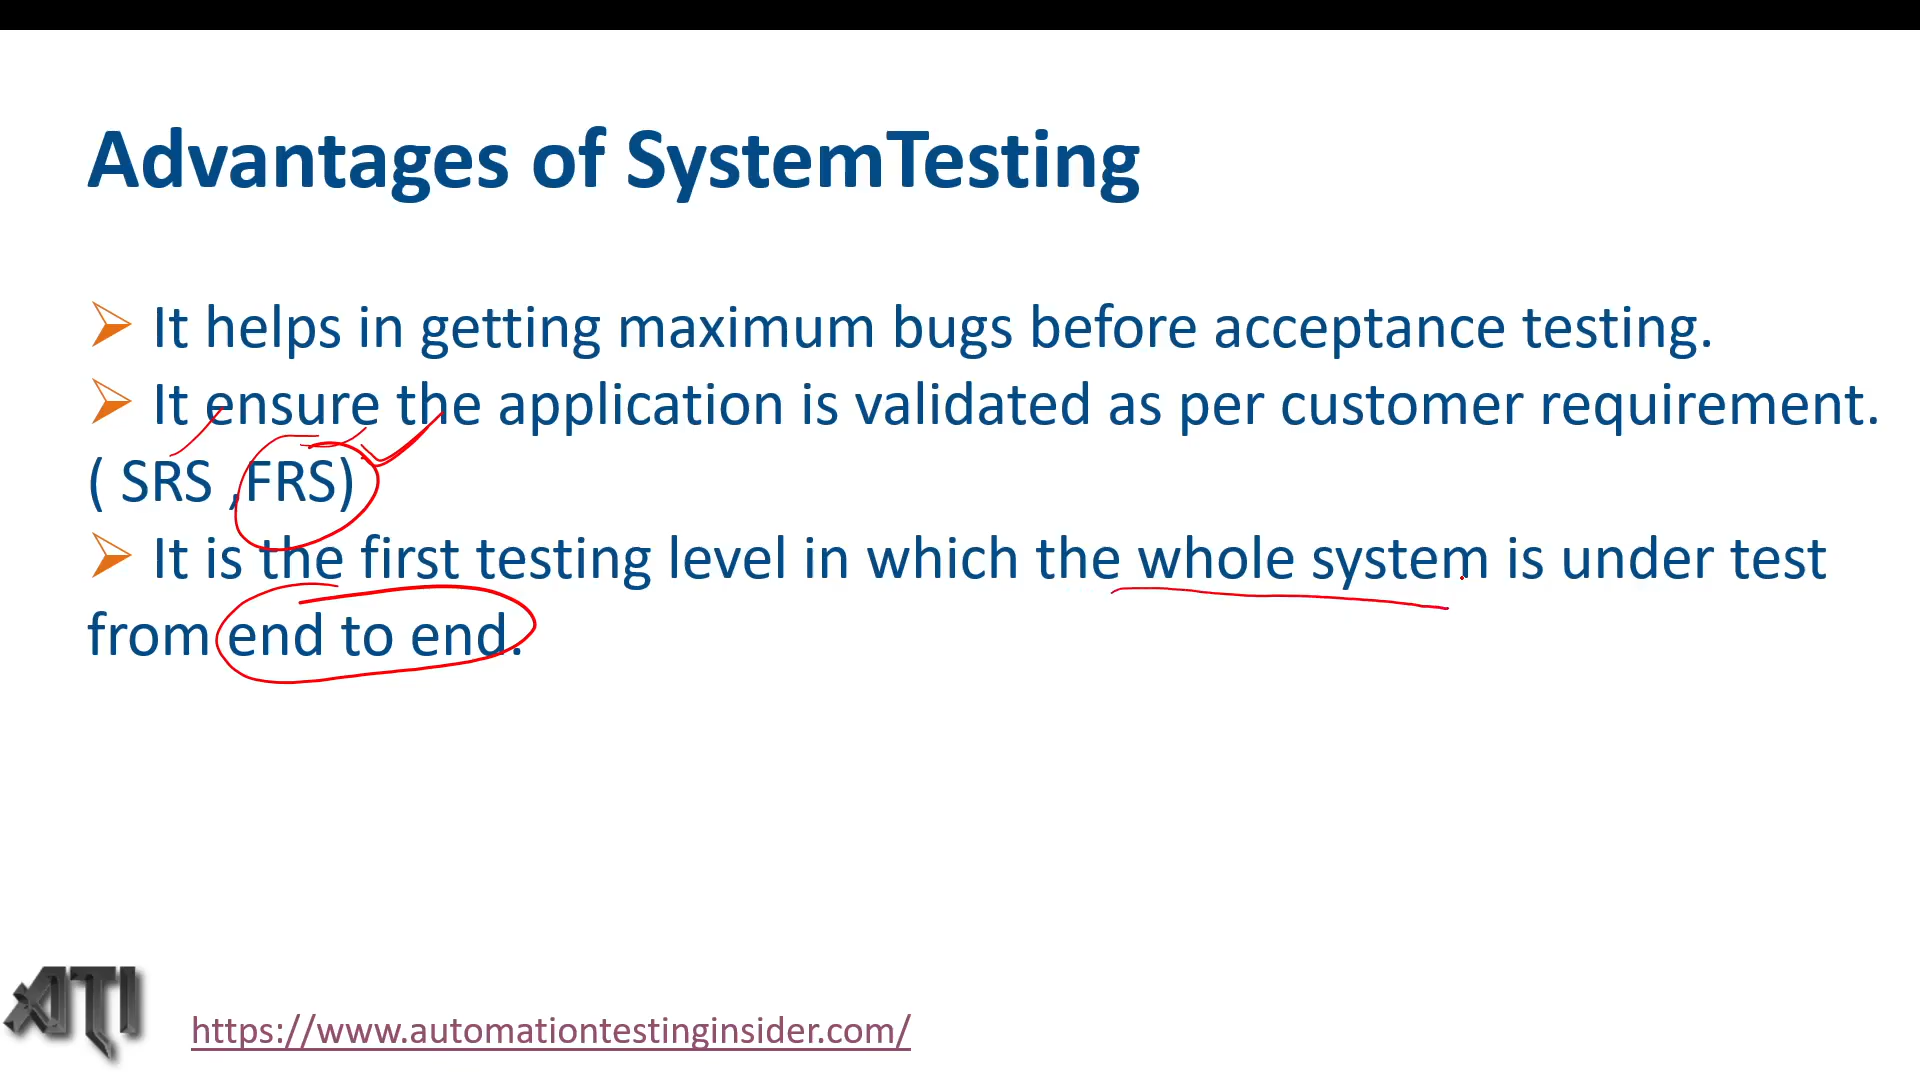 Advantages of SystemTesting
It helps in getting maximum bugs before acceptance testing.
It ensure the application is validated as per customer requirement.
( SRS ,FRS)
It is the first testing level in which the whole system is under test
from end to end.
ATI
https://www.automationtestinginsider.com/